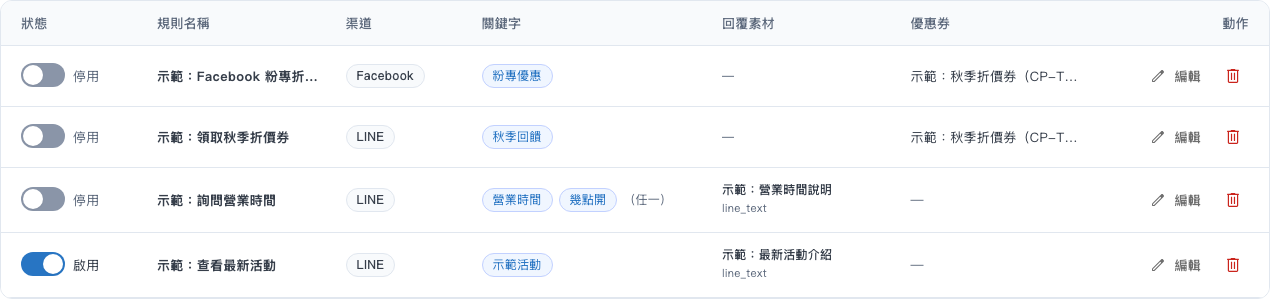 狀態 規則名稱 渠道 關鍵字 回覆素材 優惠券 動作
停用 示範：Facebook 粉專折... Facebook 粉專優惠 — 示範：秋季折價券（CP-T... 編輯
停用 示範：領取秋季折價券 LINE 秋季回饋 — 示範：秋季折價券（CP-T... 編輯
停用 示範：詢問營業時間 LINE 營業時間 幾點開 （任一） 示範：營業時間說明 — 編輯
line_text
啟用 示範：查看最新活動 LINE 示範活動 示範：最新活動介紹 — 編輯
line_text